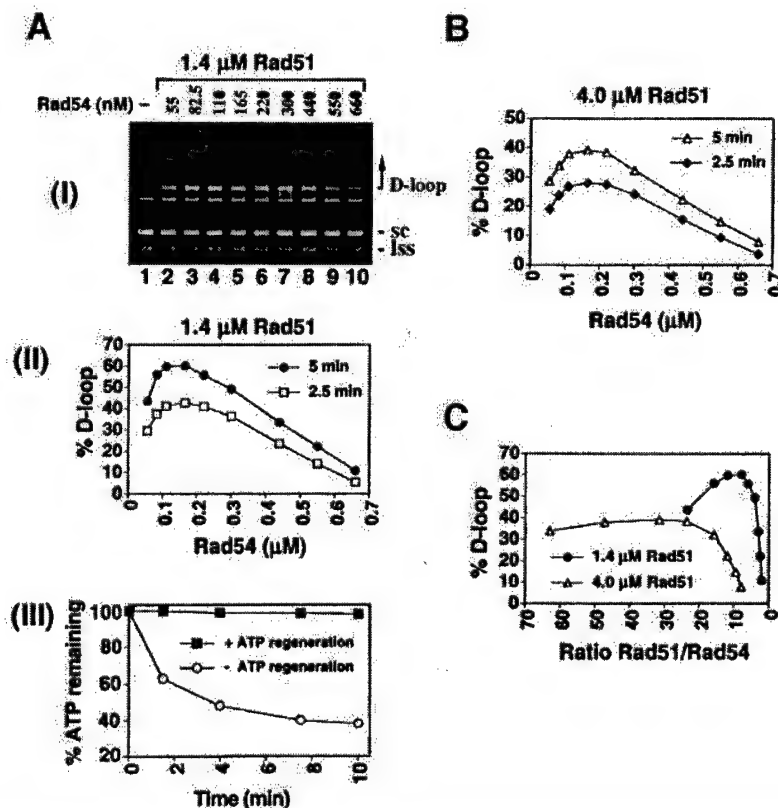 A
1.4 μM Rad51
Rad54 (nM) – 55 82.5 110 165 220 300 440 550 660
(I)
D-loop
sc
lss
1 2 3 4 5 6 7 8 9 10
B
4.0 μM Rad51
% D-loop
50
40
30
20
10
0
5 min
2.5 min
0 0.1 0.2 0.3 0.4 0.5 0.6 0.7
Rad54 (μM)
(II)
1.4 μM Rad51
% D-loop
70
60
50
40
30
20
10
0
5 min
2.5 min
0 0.1 0.2 0.3 0.4 0.5 0.6 0.7
Rad54 (μM)
C
% D-loop
70
60
50
40
30
20
10
0
1.4 μM Rad51
4.0 μM Rad51
70 60 50 40 30 20 10 0
Ratio Rad51/Rad54
(III)
% ATP remaining
100
80
60
40
20
+ ATP regeneration
- ATP regeneration
0 2 4 6 8 10
Time (min)